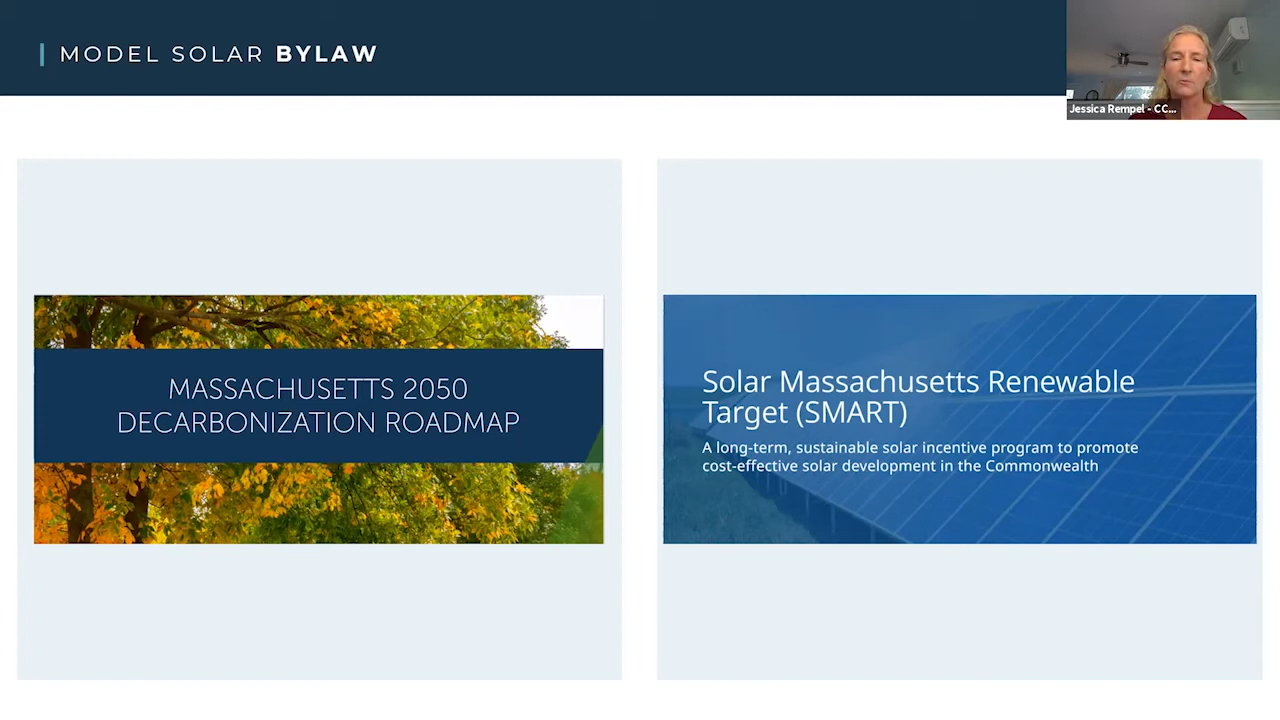 MODEL SOLAR BYLAW
Jessica Rempel - CC...
MASSACHUSETTS 2050
DECARBONIZATION ROADMAP
Solar Massachusetts Renewable
Target (SMART)
A long-term, sustainable solar incentive program to promote
cost-effective solar development in the Commonwealth